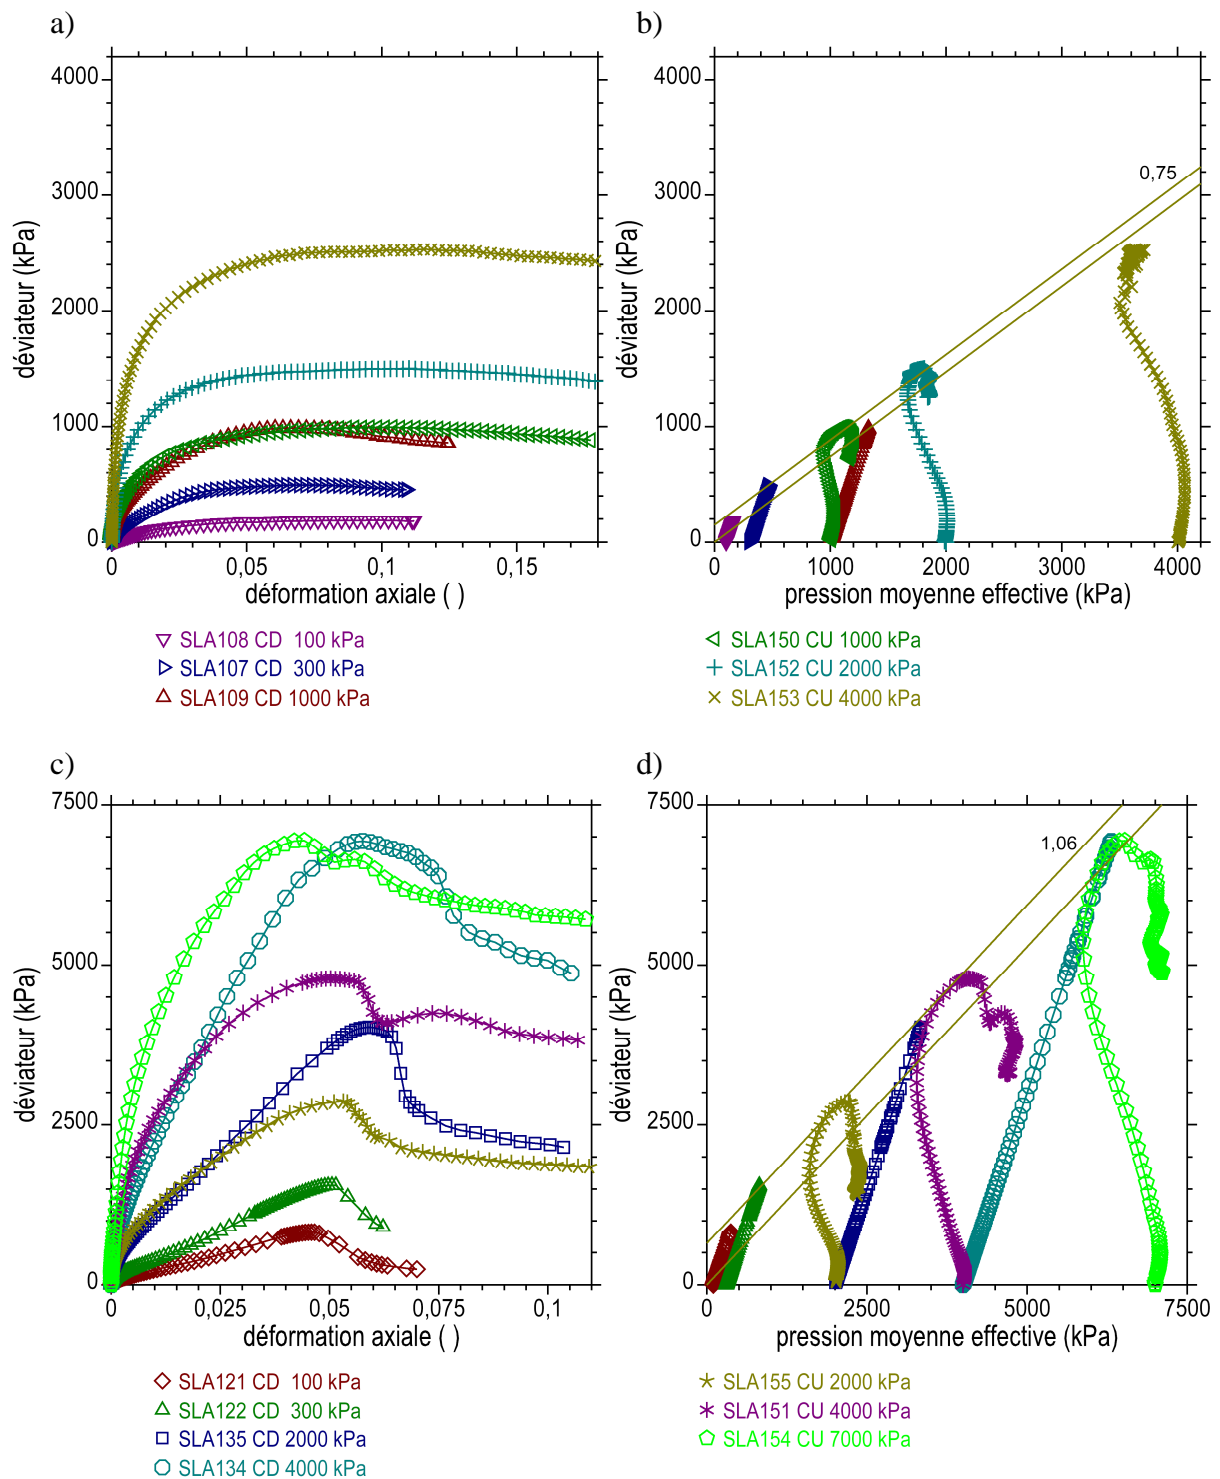 a)
b)
4000
3000
2000
1000
0
déviateur (kPa)
0
0,05
0,1
0,15
déformation axiale ( )
4000
3000
2000
1000
0
déviateur (kPa)
0,75
0
1000
2000
3000
4000
pression moyenne effective (kPa)
SLA108 CD 100 kPa
SLA107 CD 300 kPa
SLA109 CD 1000 kPa
SLA150 CU 1000 kPa
SLA152 CU 2000 kPa
SLA153 CU 4000 kPa
c)
d)
7500
5000
2500
0
déviateur (kPa)
0
0,025
0,05
0,075
0,1
déformation axiale ( )
7500
5000
2500
0
déviateur (kPa)
1,06
0
2500
5000
7500
pression moyenne effective (kPa)
SLA121 CD 100 kPa
SLA122 CD 300 kPa
SLA135 CD 2000 kPa
SLA134 CD 4000 kPa
SLA155 CU 2000 kPa
SLA151 CU 4000 kPa
SLA154 CU 7000 kPa